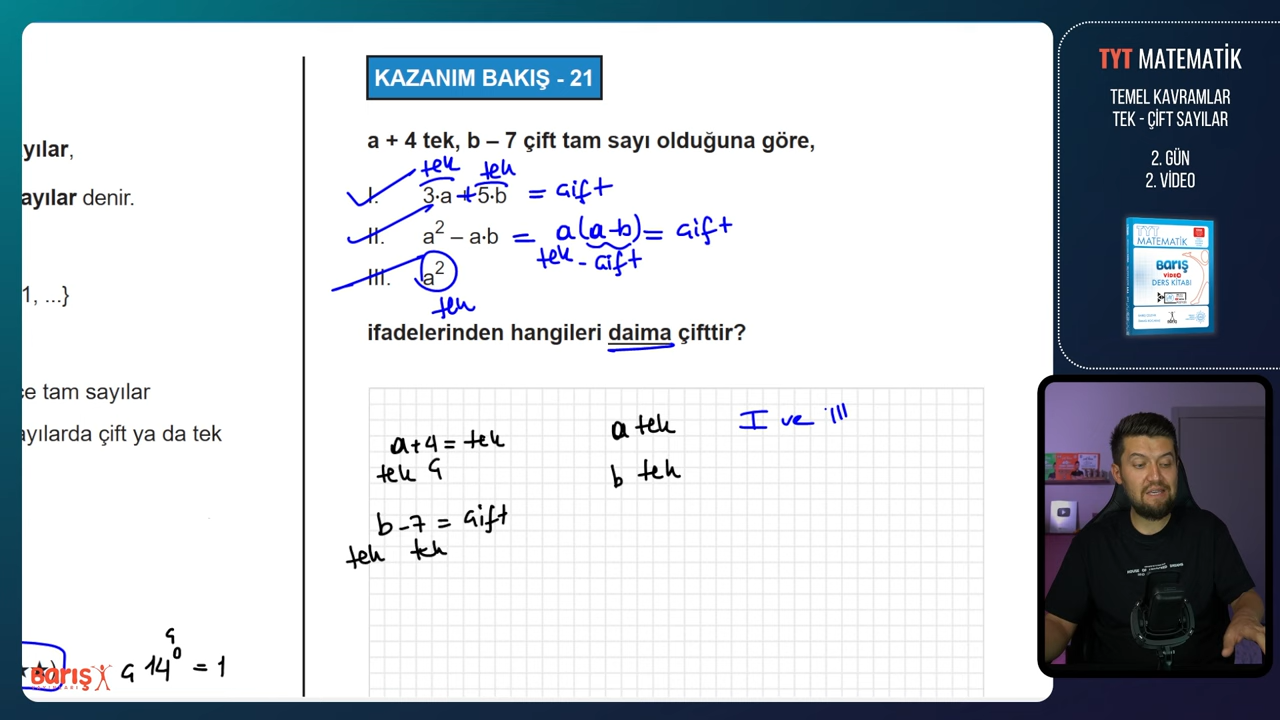 yılar,
ayılar denir.
1, ...}
e tam sayılar
ayılarda çift ya da tek
ç 14⁰ = 1
ç
BARIŞ
KAZANIM BAKIŞ - 21
a + 4 tek, b – 7 çift tam sayı olduğuna göre,
tek tek
I. 3·a + 5·b = çift
II. a² – a·b = a(a-b) = çift
tek - çift
III. a²
tek
ifadelerinden hangileri daima çifttir?
a+4 = tek
tek ç
b-7 = çift
tek tek
a tek
b tek
I ve III
TYT MATEMATİK
TEMEL KAVRAMLAR
TEK - ÇİFT SAYILAR
2. GÜN
2. VİDEO
TYT
MATEMATİK
BARIŞ
VİDEO
DERS KİTABI